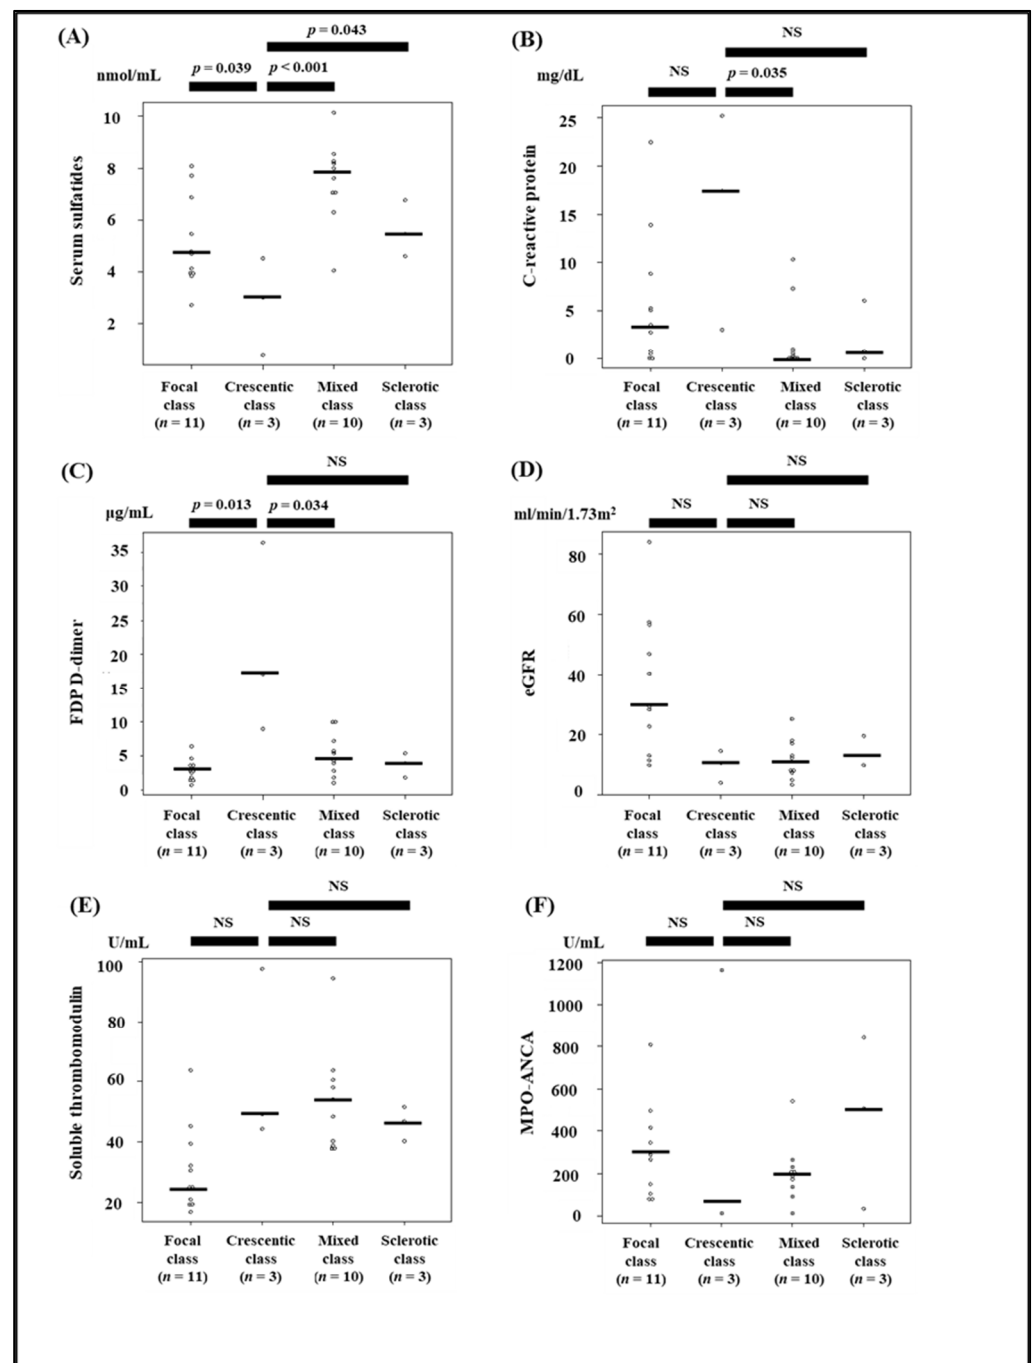 (A)
p = 0.043
nmol/mL
p = 0.039
p < 0.001
Serum sulfatides
10
8
6
4
2
Focal class (n = 11)
Crescentic class (n = 3)
Mixed class (n = 10)
Sclerotic class (n = 3)
(B)
NS
mg/dL
NS
p = 0.035
C-reactive protein
25
20
15
10
5
0
Focal class (n = 11)
Crescentic class (n = 3)
Mixed class (n = 10)
Sclerotic class (n = 3)
(C)
NS
μg/mL
p = 0.013
p = 0.034
FDP D-dimer
35
30
25
20
15
10
5
0
Focal class (n = 11)
Crescentic class (n = 3)
Mixed class (n = 10)
Sclerotic class (n = 3)
(D)
NS
ml/min/1.73m²
NS
NS
eGFR
80
60
40
20
0
Focal class (n = 11)
Crescentic class (n = 3)
Mixed class (n = 10)
Sclerotic class (n = 3)
(E)
NS
U/mL
NS
NS
Soluble thrombomodulin
100
80
60
40
20
Focal class (n = 11)
Crescentic class (n = 3)
Mixed class (n = 10)
Sclerotic class (n = 3)
(F)
NS
U/mL
NS
NS
MPO-ANCA
1200
1000
800
600
400
200
0
Focal class (n = 11)
Crescentic class (n = 3)
Mixed class (n = 10)
Sclerotic class (n = 3)